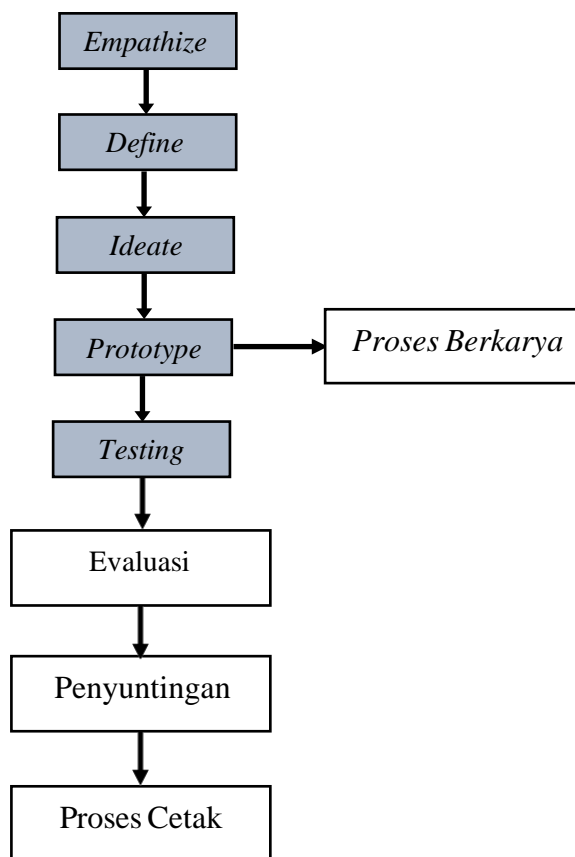 Empathize
Define
Ideate
Prototype
Proses Berkarya
Testing
Evaluasi
Penyuntingan
Proses Cetak